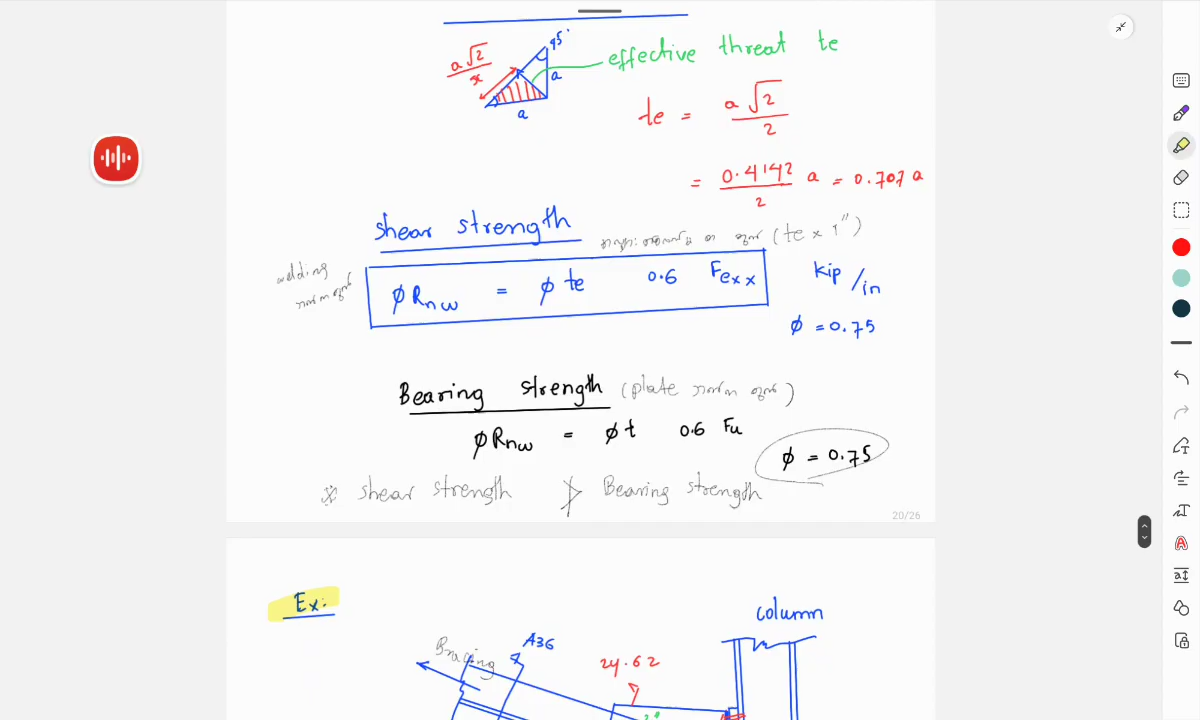 45°
effective threat te
a√2/x
a
a
te = a√2/2
= 0.4142/2 a = 0.707 a
shear strength
(te x 1")
welding
φRnw = φ te 0.6 Fexx
kip/in
φ = 0.75
Bearing strength (plate
φRnw = φ t 0.6 Fu
φ = 0.75
※ shear strength Bearing strength
20/26
Ex:
column
A36
Bracing
24.62